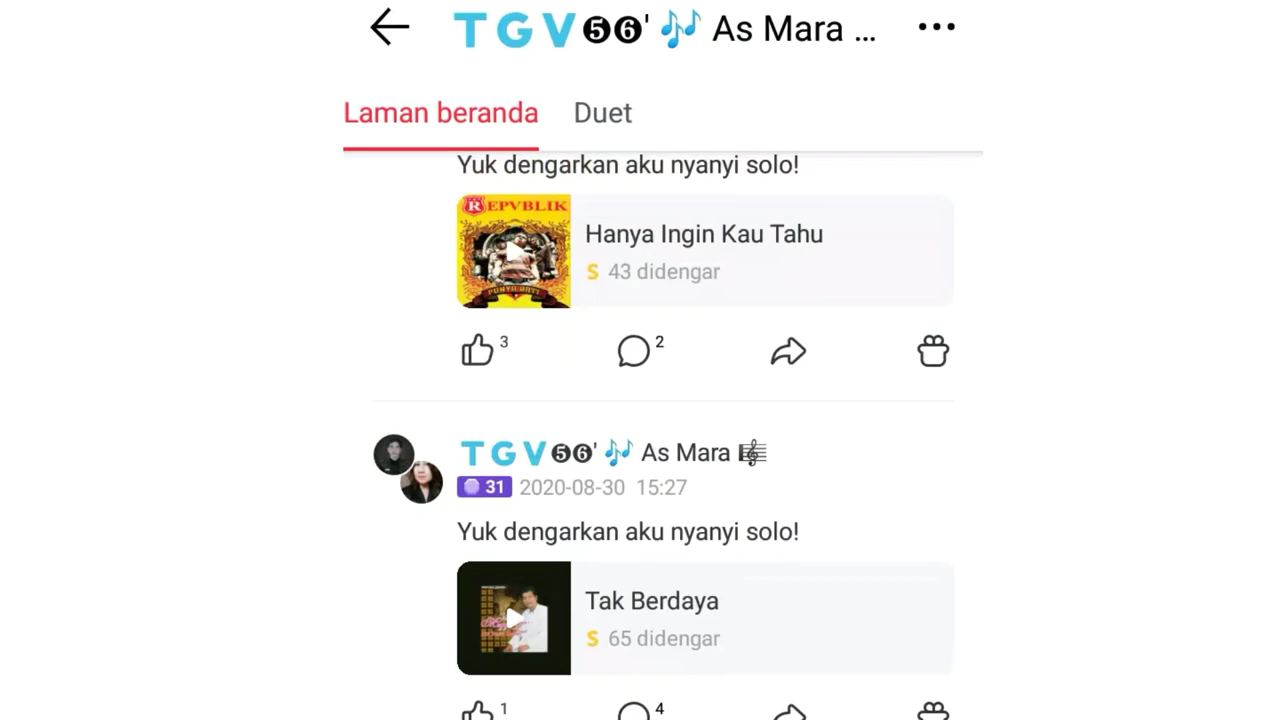 TGV❺❻' 🎶 As Mara ...
Laman beranda Duet
Yuk dengarkan aku nyanyi solo!
REPVBLIK
PUNYA HATI
Hanya Ingin Kau Tahu
S 43 didengar
3 2
TGV❺❻' 🎶 As Mara 🎼
31 2020-08-30 15:27
Yuk dengarkan aku nyanyi solo!
Tak Berdaya
S 65 didengar
1 4